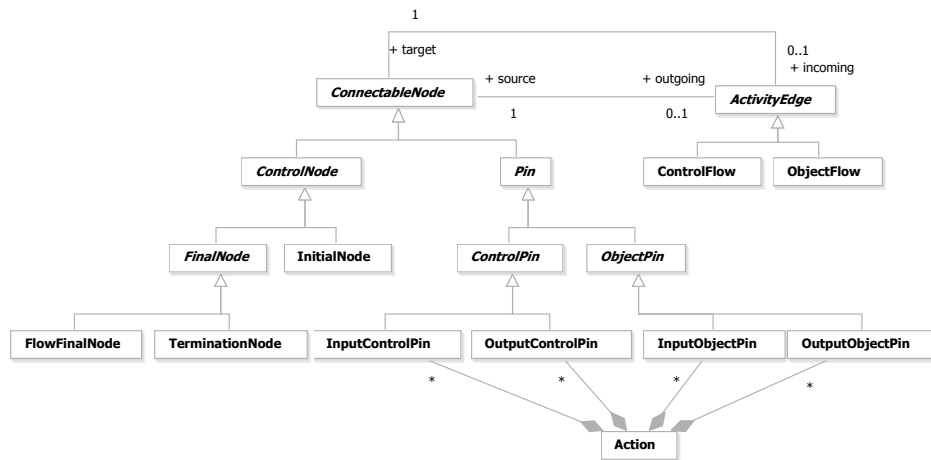 1
+ target
0..1
+ incoming
+ source
+ outgoing
ConnectableNode
ActivityEdge
1
0..1
ControlNode
Pin
ControlFlow
ObjectFlow
FinalNode
InitialNode
ControlPin
ObjectPin
FlowFinalNode
TerminationNode
InputControlPin
OutputControlPin
InputObjectPin
OutputObjectPin
*
*
*
*
Action